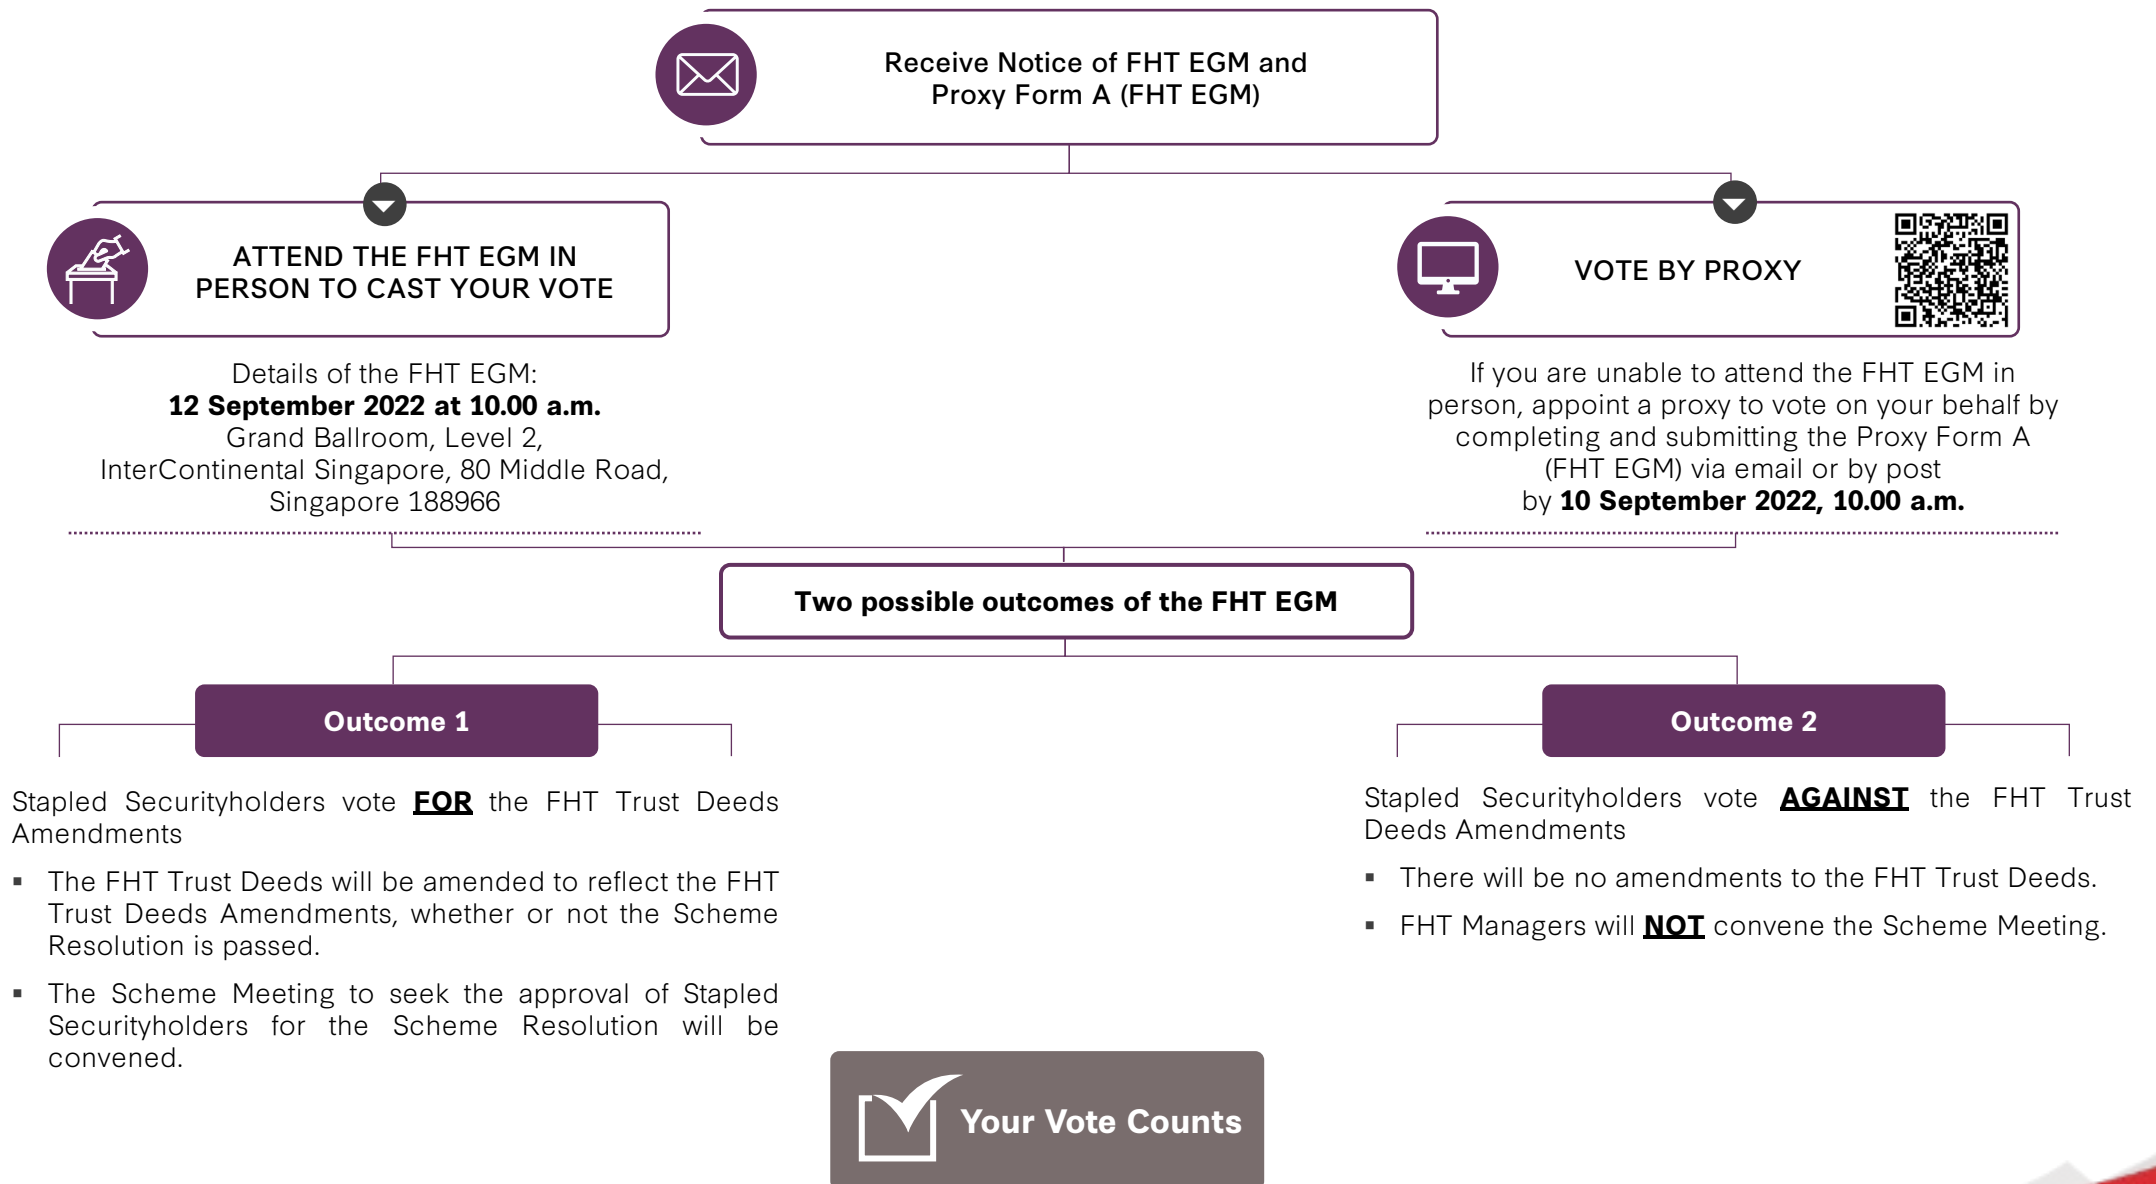 Receive Notice of FHT EGM and
Proxy Form A (FHT EGM)
ATTEND THE FHT EGM IN
PERSON TO CAST YOUR VOTE
Details of the FHT EGM:
12 September 2022 at 10.00 a.m.
Grand Ballroom, Level 2,
InterContinental Singapore, 80 Middle Road,
Singapore 188966
VOTE BY PROXY
If you are unable to attend the FHT EGM in
person, appoint a proxy to vote on your behalf by
completing and submitting the Proxy Form A
(FHT EGM) via email or by post
by 10 September 2022, 10.00 a.m.
Two possible outcomes of the FHT EGM
Outcome 1
Stapled Securityholders vote FOR the FHT Trust Deeds
Amendments
▪ The FHT Trust Deeds will be amended to reflect the FHT
Trust Deeds Amendments, whether or not the Scheme
Resolution is passed.
▪ The Scheme Meeting to seek the approval of Stapled
Securityholders for the Scheme Resolution will be
convened.
Outcome 2
Stapled Securityholders vote AGAINST the FHT Trust
Deeds Amendments
▪ There will be no amendments to the FHT Trust Deeds.
▪ FHT Managers will NOT convene the Scheme Meeting.
Your Vote Counts